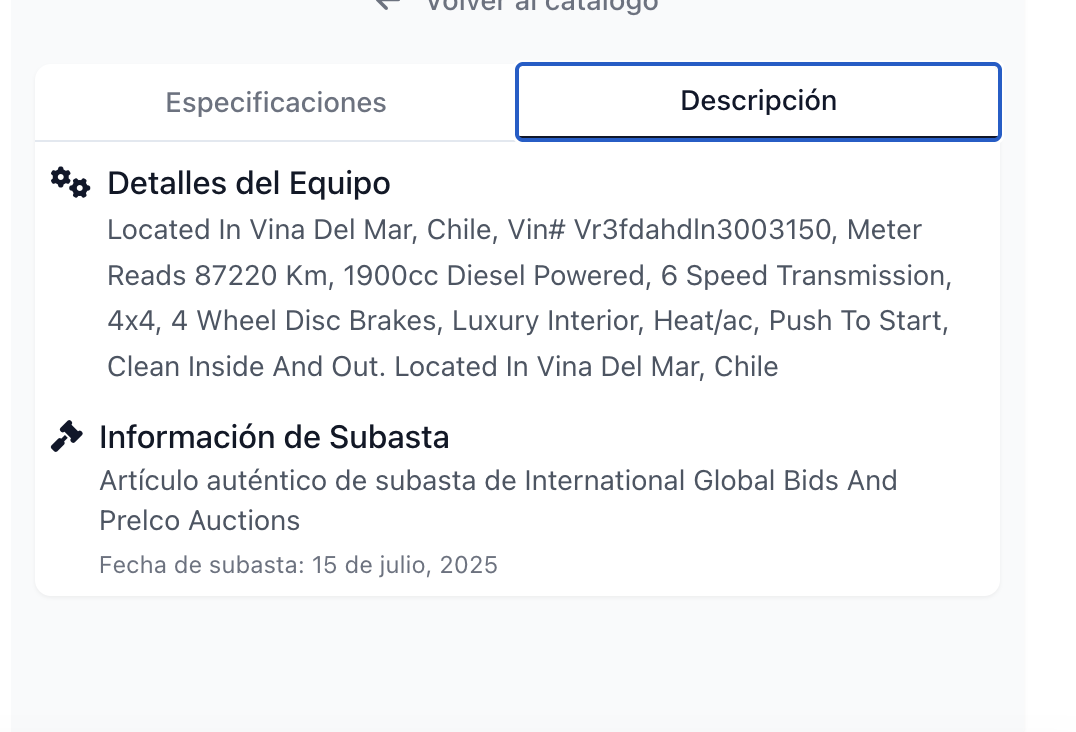 ← Volver al catálogo
Especificaciones
Descripción
Detalles del Equipo
Located In Vina Del Mar, Chile, Vin# Vr3fdahdln3003150, Meter
Reads 87220 Km, 1900cc Diesel Powered, 6 Speed Transmission,
4x4, 4 Wheel Disc Brakes, Luxury Interior, Heat/ac, Push To Start,
Clean Inside And Out. Located In Vina Del Mar, Chile
Información de Subasta
Artículo auténtico de subasta de International Global Bids And
Prelco Auctions
Fecha de subasta: 15 de julio, 2025